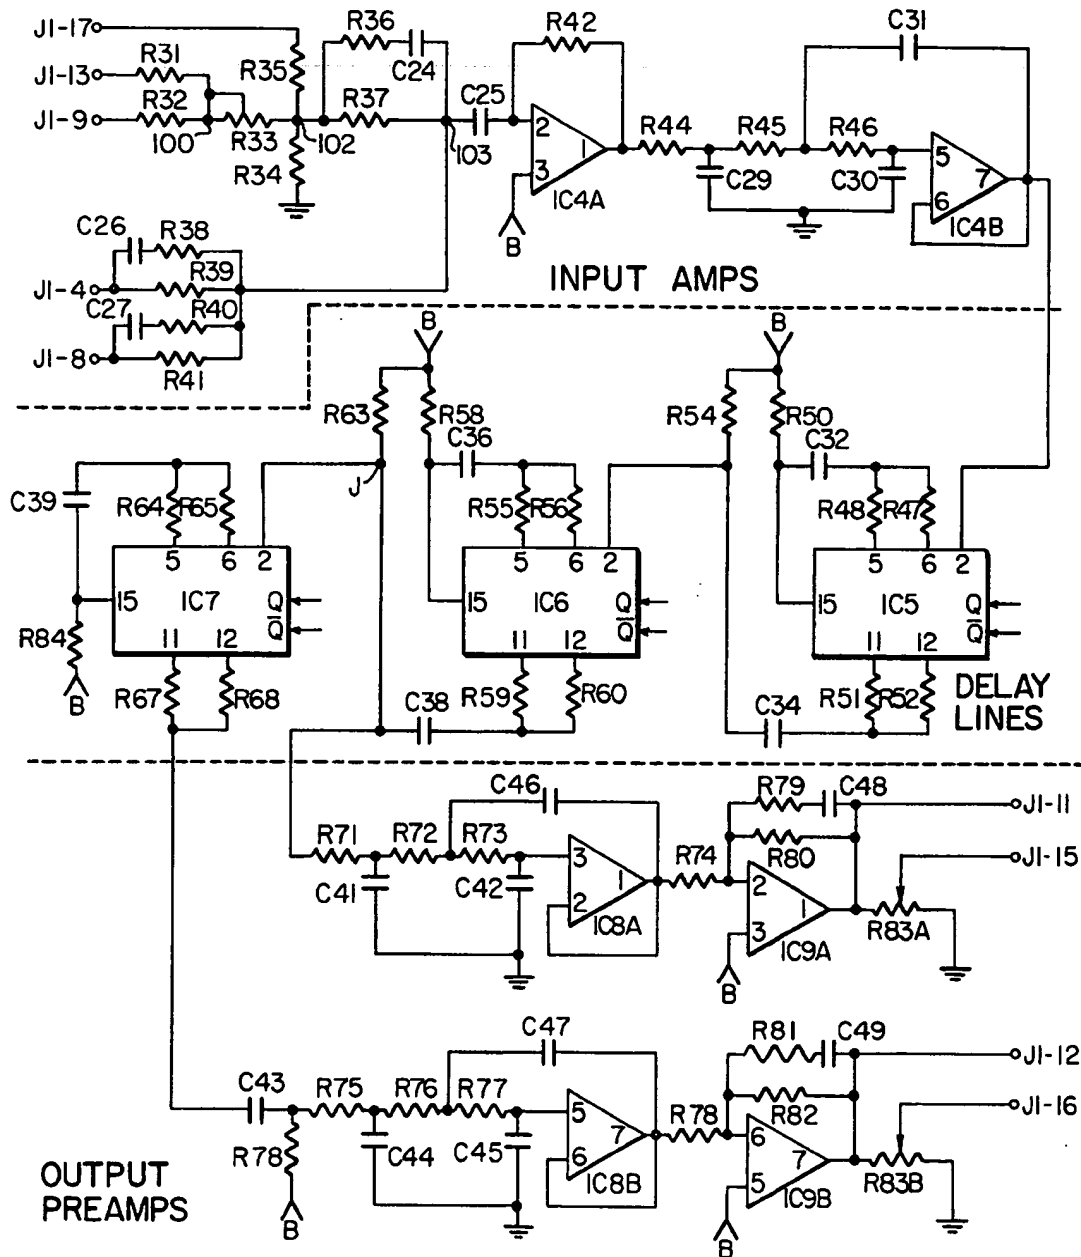 J1-17
R36
C31
R42
R31
R35
C24
J1-13
C25
R32
R37
R44
R45
R46
J1-9
2
5
100
R33
102
103
1
7
R34
3
C29
C30
6
IC4A
IC4B
C26
R38
B
R39
INPUT AMPS
J1-4
C27
R40
B
B
J1-8
R41
R63
R58
R54
R50
C36
C32
J
C39
R64
R65
R55
R56
R48
R47
5
6
2
5
6
2
5
6
2
15
IC7
Q
15
IC6
Q
15
IC5
Q
Q
Q
Q
R84
11
12
11
12
11
12
B
R67
R68
R59
R60
R51
R52
DELAY
LINES
C38
C34
C46
R79
C48
J1-11
R71
R72
R73
R80
J1-15
3
R74
C41
C42
1
2
2
1
IC8A
3
R83A
IC9A
B
C47
R81
C49
J1-12
C43
R75
R76
R77
R82
J1-16
5
R78
7
6
R78
C44
C45
6
7
IC8B
5
R83B
IC9B
OUTPUT
PREAMPS
B
B